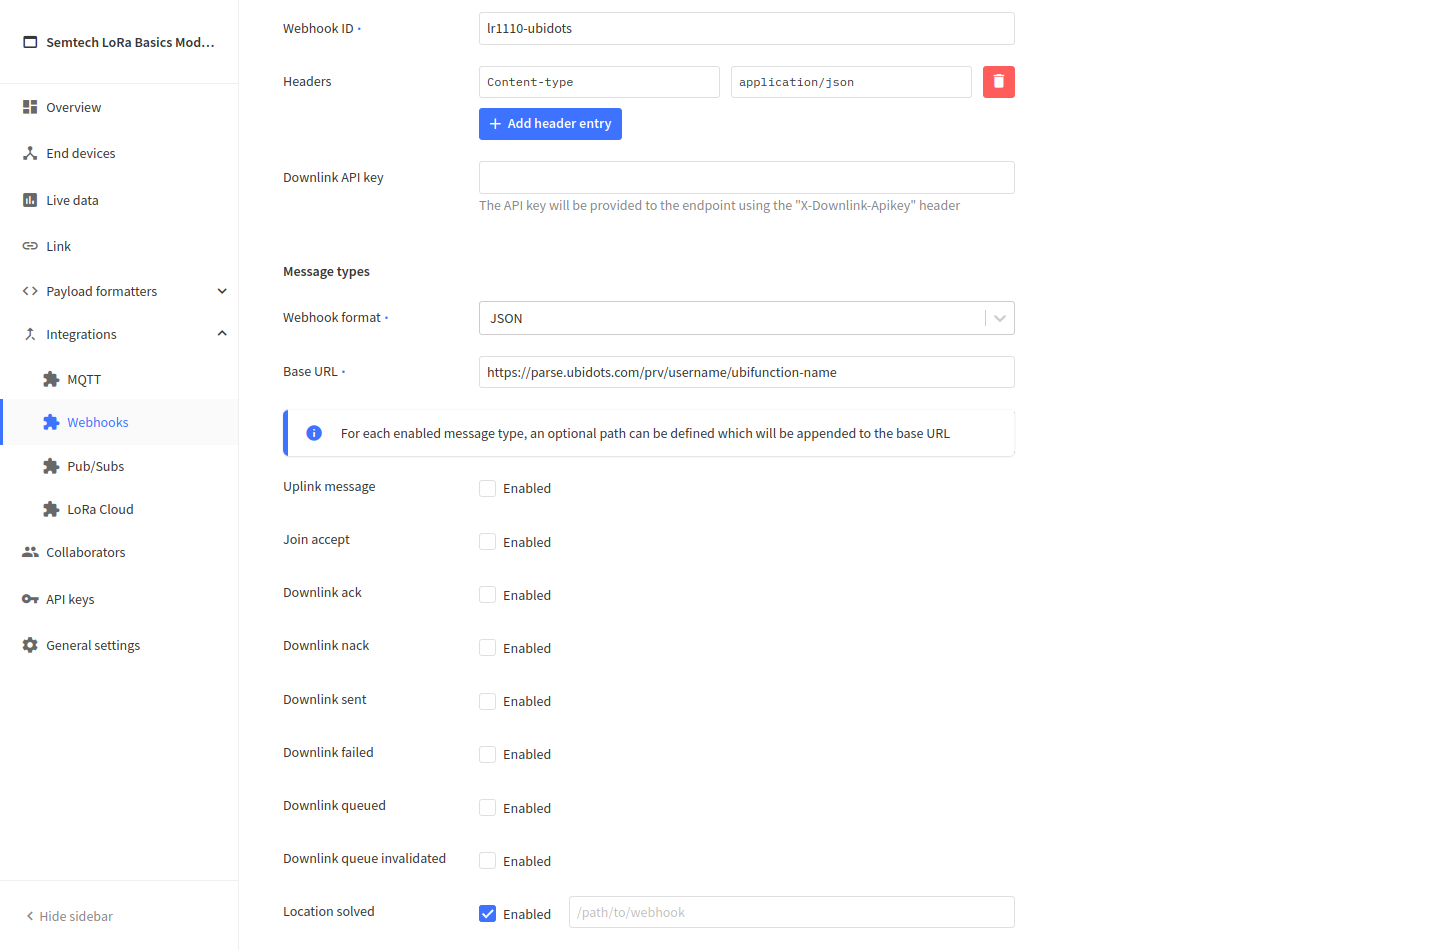 Semtech LoRa Basics Mod...
Overview
End devices
Live data
Link
Payload formatters
Integrations
MQTT
Webhooks
Pub/Subs
LoRa Cloud
Collaborators
API keys
General settings
Hide sidebar
Webhook ID • lr1110-ubidots
Headers Content-type application/json
+ Add header entry
Downlink API key
The API key will be provided to the endpoint using the "X-Downlink-Apikey" header
Message types
Webhook format • JSON
Base URL • https://parse.ubidots.com/prv/username/ubifunction-name
For each enabled message type, an optional path can be defined which will be appended to the base URL
Uplink message Enabled
Join accept Enabled
Downlink ack Enabled
Downlink nack Enabled
Downlink sent Enabled
Downlink failed Enabled
Downlink queued Enabled
Downlink queue invalidated Enabled
Location solved Enabled /path/to/webhook